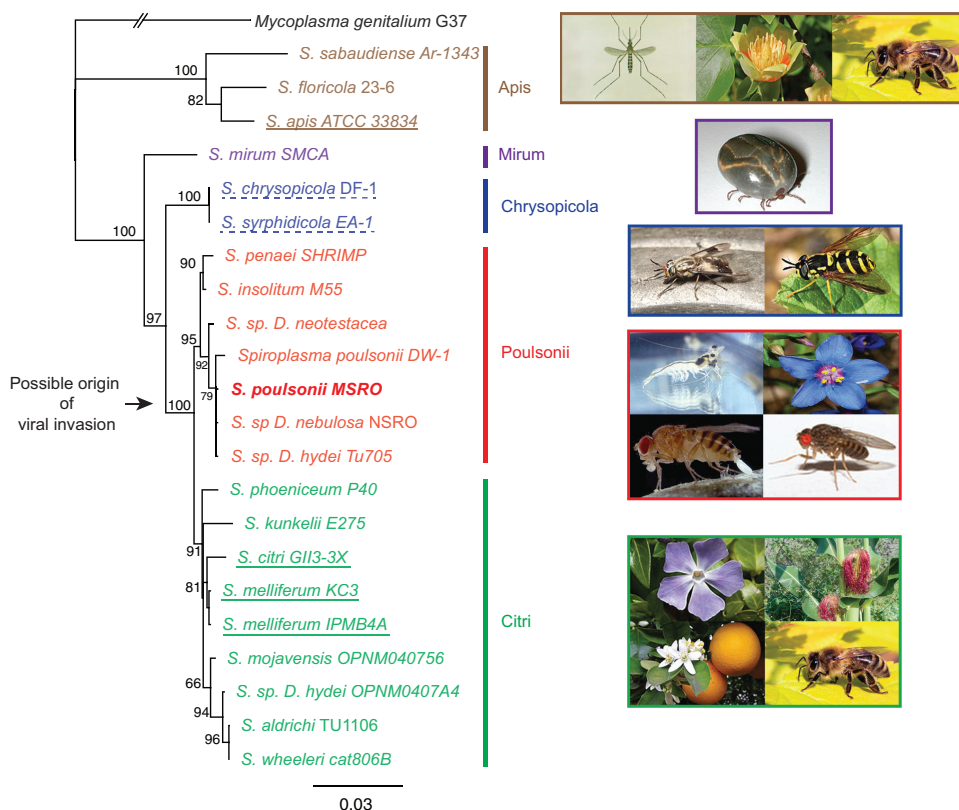 Mycoplasma genitalium G37
S. sabaudiense Ar-1343
100
S. floricola 23-6
Apis
82
S. apis ATCC 33834
S. mirum SMCA
Mirum
100
S. chrysopicola DF-1
Chrysopicola
S. syrphidicola EA-1
100
S. penaei SHRIMP
90
S. insolitum M55
97
S. sp. D. neotestacea
95
Spiroplasma poulsonii DW-1
Poulsonii
92
Possible origin
of
viral invasion
S. poulsonii MSRO
79
100
S. sp D. nebulosa NSRO
S. sp. D. hydei Tu705
S. phoeniceum P40
S. kunkelii E275
91
S. citri GII3-3X
81
S. melliferum KC3
S. melliferum IPMB4A
Citri
S. mojavensis OPNM040756
66
S. sp. D. hydei OPNM0407A4
94
S. aldrichi TU1106
96
S. wheeleri cat806B
0.03